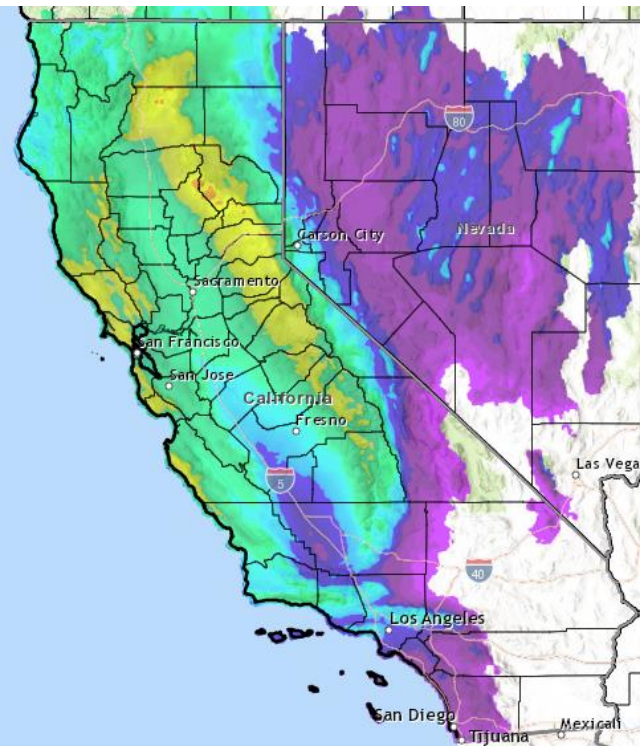 80
Nevada
Carson City
Sacramento
San Francisco
San Jose
California
Fresno
5
Las Vega
40
Los Angeles
San Diego
Mexicali
Tijuana